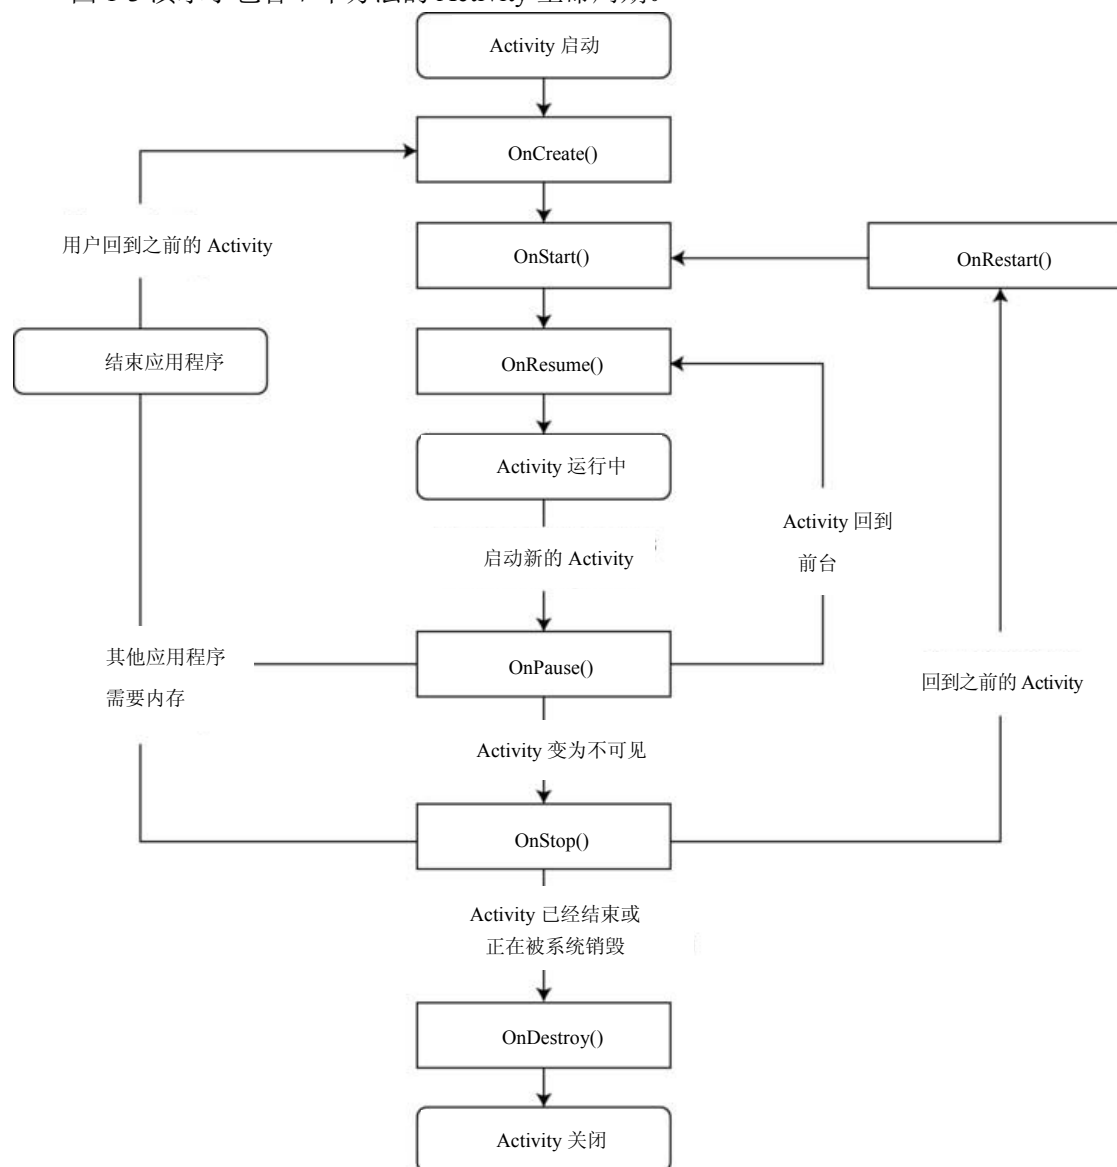 Activity 启动
OnCreate()
用户回到之前的 Activity
OnStart()
OnRestart()
结束应用程序
OnResume()
Activity 运行中
Activity 回到
前台
启动新的 Activity
其他应用程序
需要内存
OnPause()
回到之前的 Activity
Activity 变为不可见
OnStop()
Activity 已经结束或
正在被系统销毁
OnDestroy()
Activity 关闭